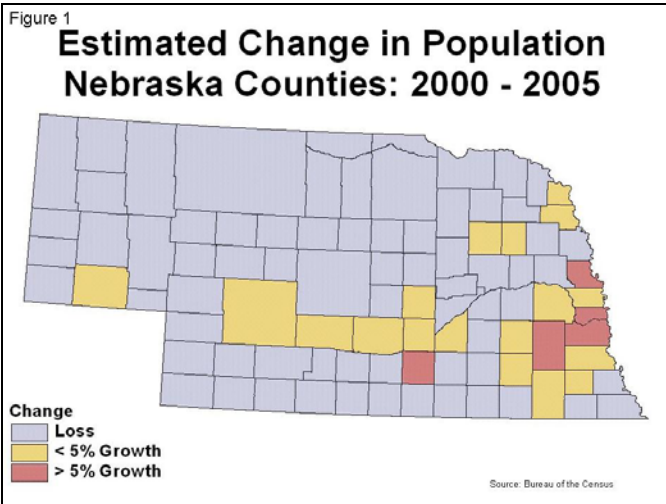 Figure 1
Estimated Change in Population
Nebraska Counties: 2000 - 2005
Change
Loss
< 5% Growth
> 5% Growth
Source: Bureau of the Census